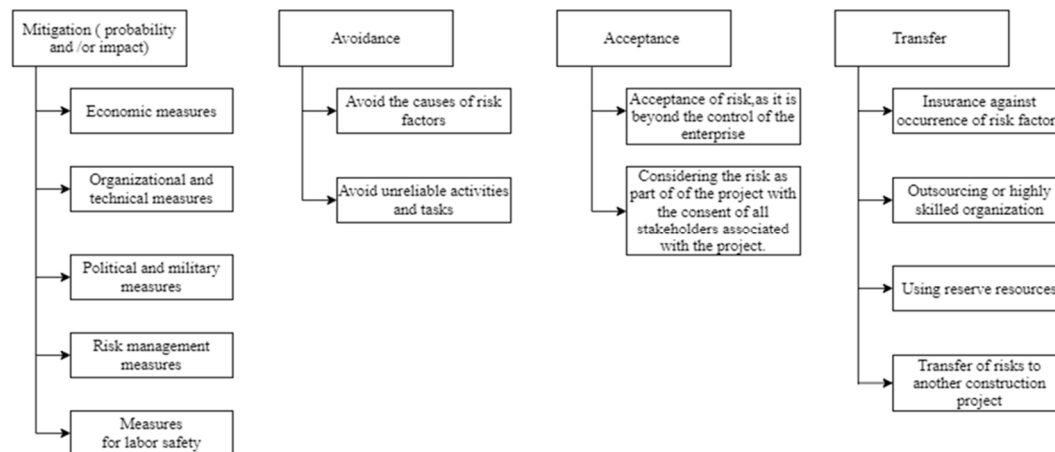 Mitigation ( probability
and /or impact)
Economic measures
Organizational and
technical measures
Political and military
measures
Risk management
measures
Measures
for labor safety
Avoidance
Avoid the causes of risk
factors
Avoid unreliable activities
and tasks
Acceptance
Acceptance of risk,as it is
beyond the control of the
enterprise
Considering the risk as
part of of the project with
the consent of all
stakeholders associated
with the project.
Transfer
Insurance against
occurrence of risk factor
Outsourcing or highly
skilled organization
Using reserve resources
Transfer of risks to
another construction
project